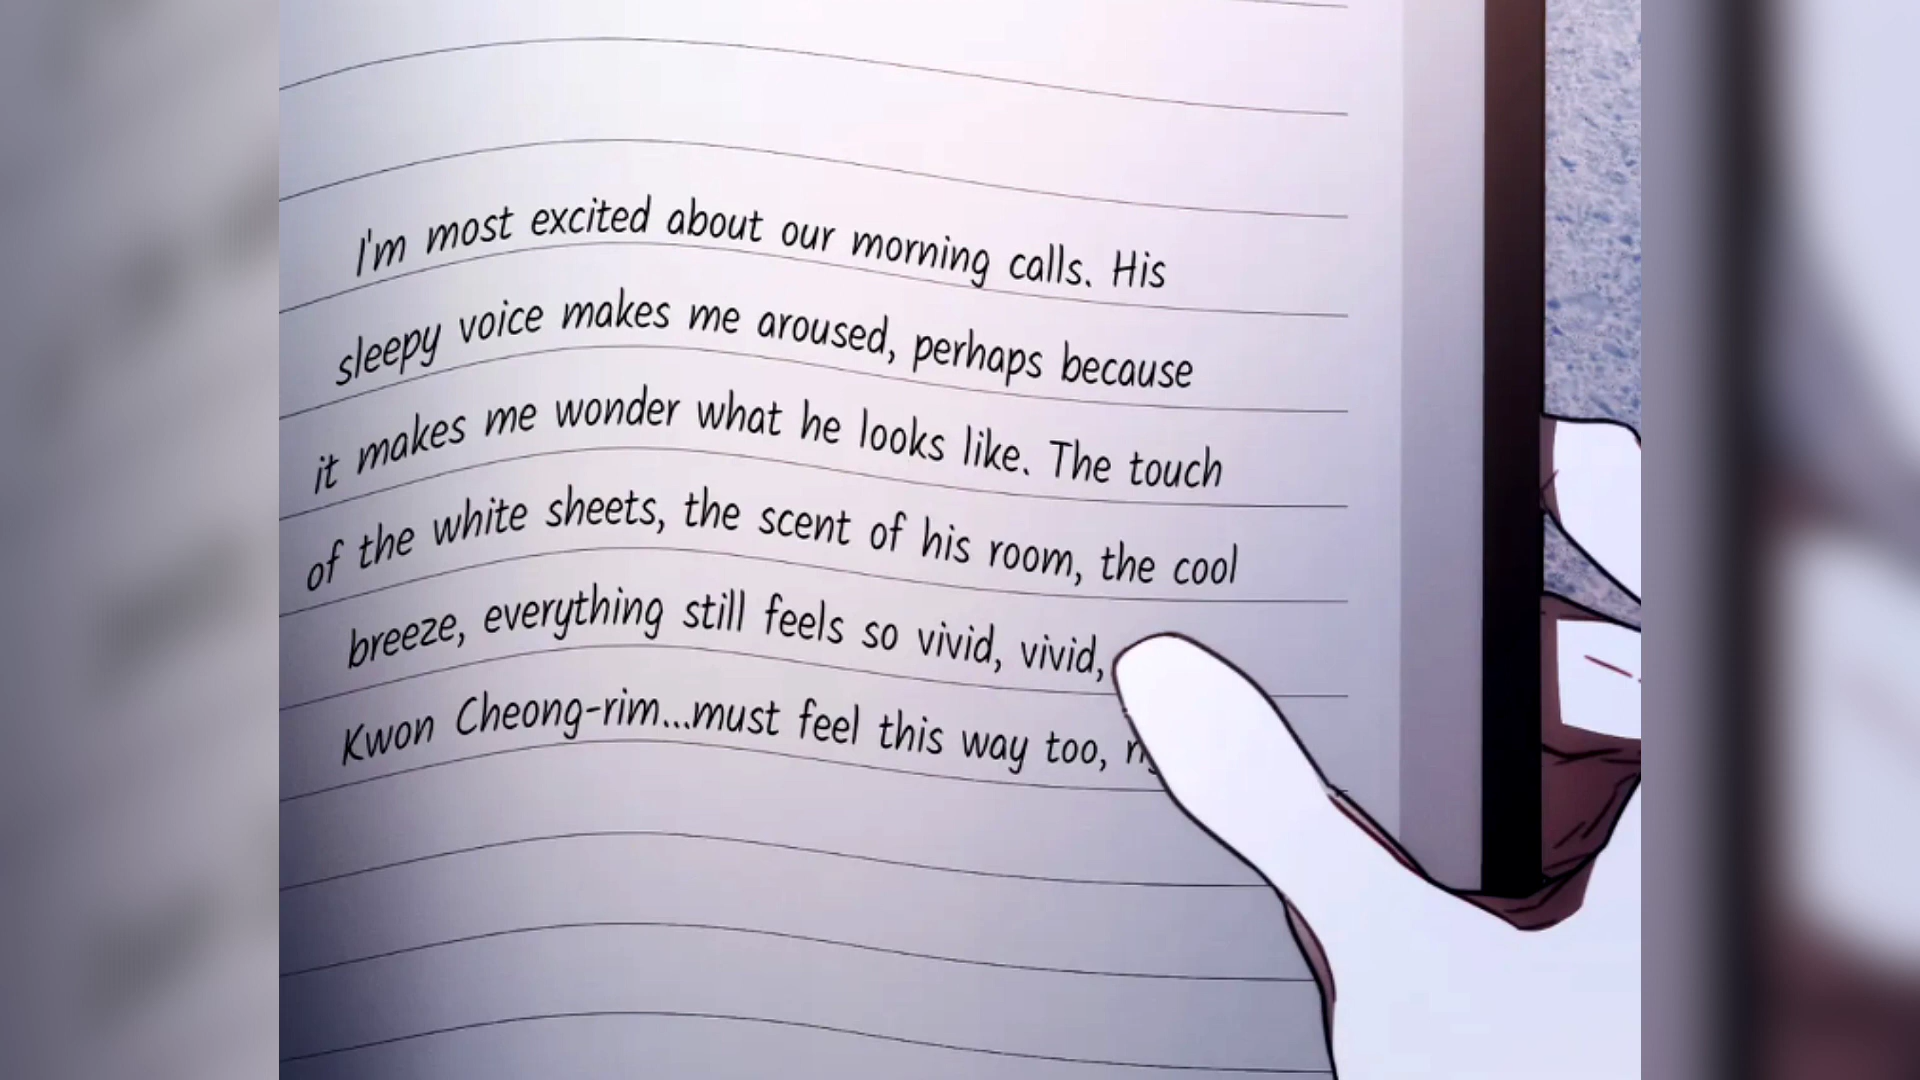 I'm most excited about our morning calls. His
sleepy voice makes me aroused, perhaps because
it makes me wonder what he looks like. The touch
of the white sheets, the scent of his room, the cool
breeze, everything still feels so vivid, vivid,
Kwon Cheong-rim...must feel this way too,